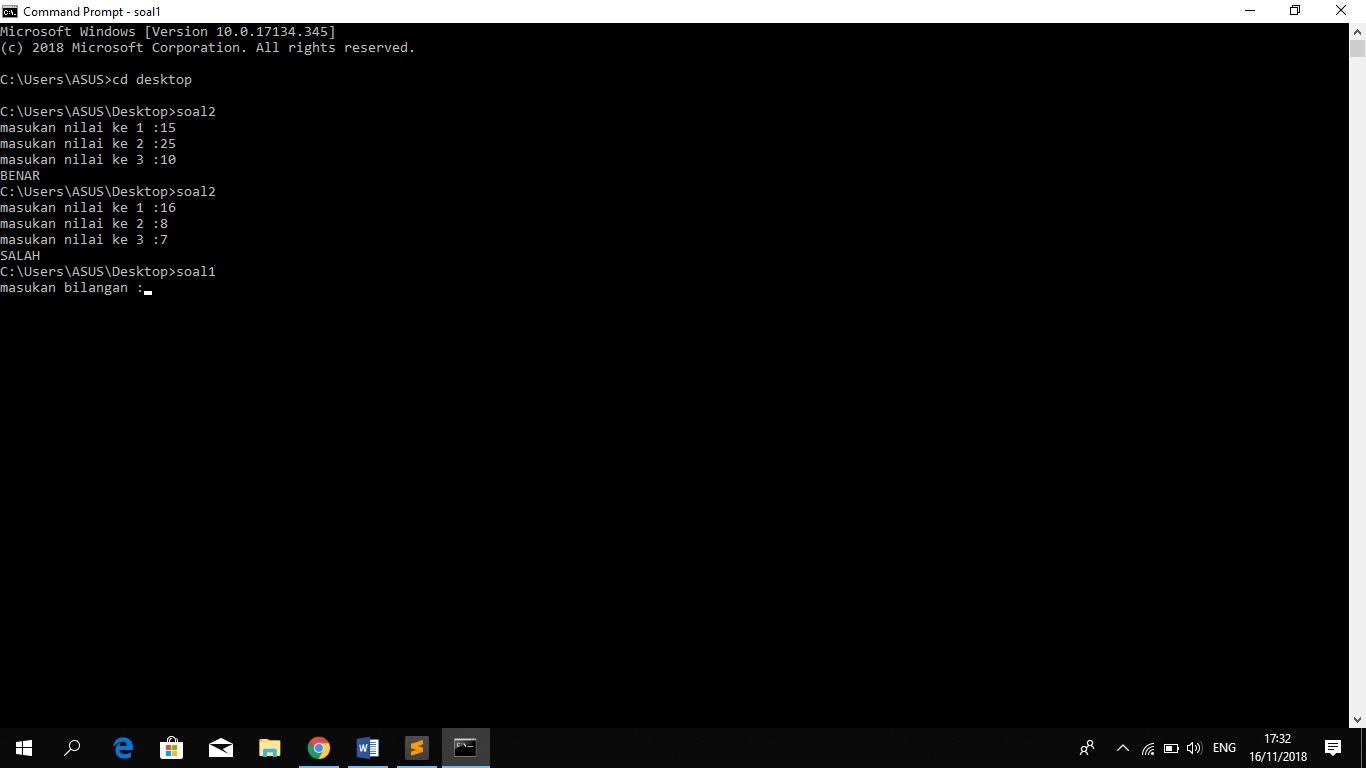 Command Prompt - soal1
Microsoft Windows [Version 10.0.17134.345]
(c) 2018 Microsoft Corporation. All rights reserved.
C:\Users\ASUS>cd desktop
C:\Users\ASUS\Desktop>soal2
masukan nilai ke 1 :15
masukan nilai ke 2 :25
masukan nilai ke 3 :10
BENAR
C:\Users\ASUS\Desktop>soal2
masukan nilai ke 1 :16
masukan nilai ke 2 :8
masukan nilai ke 3 :7
SALAH
C:\Users\ASUS\Desktop>soal1
masukan bilangan :
ENG
17:32
16/11/2018